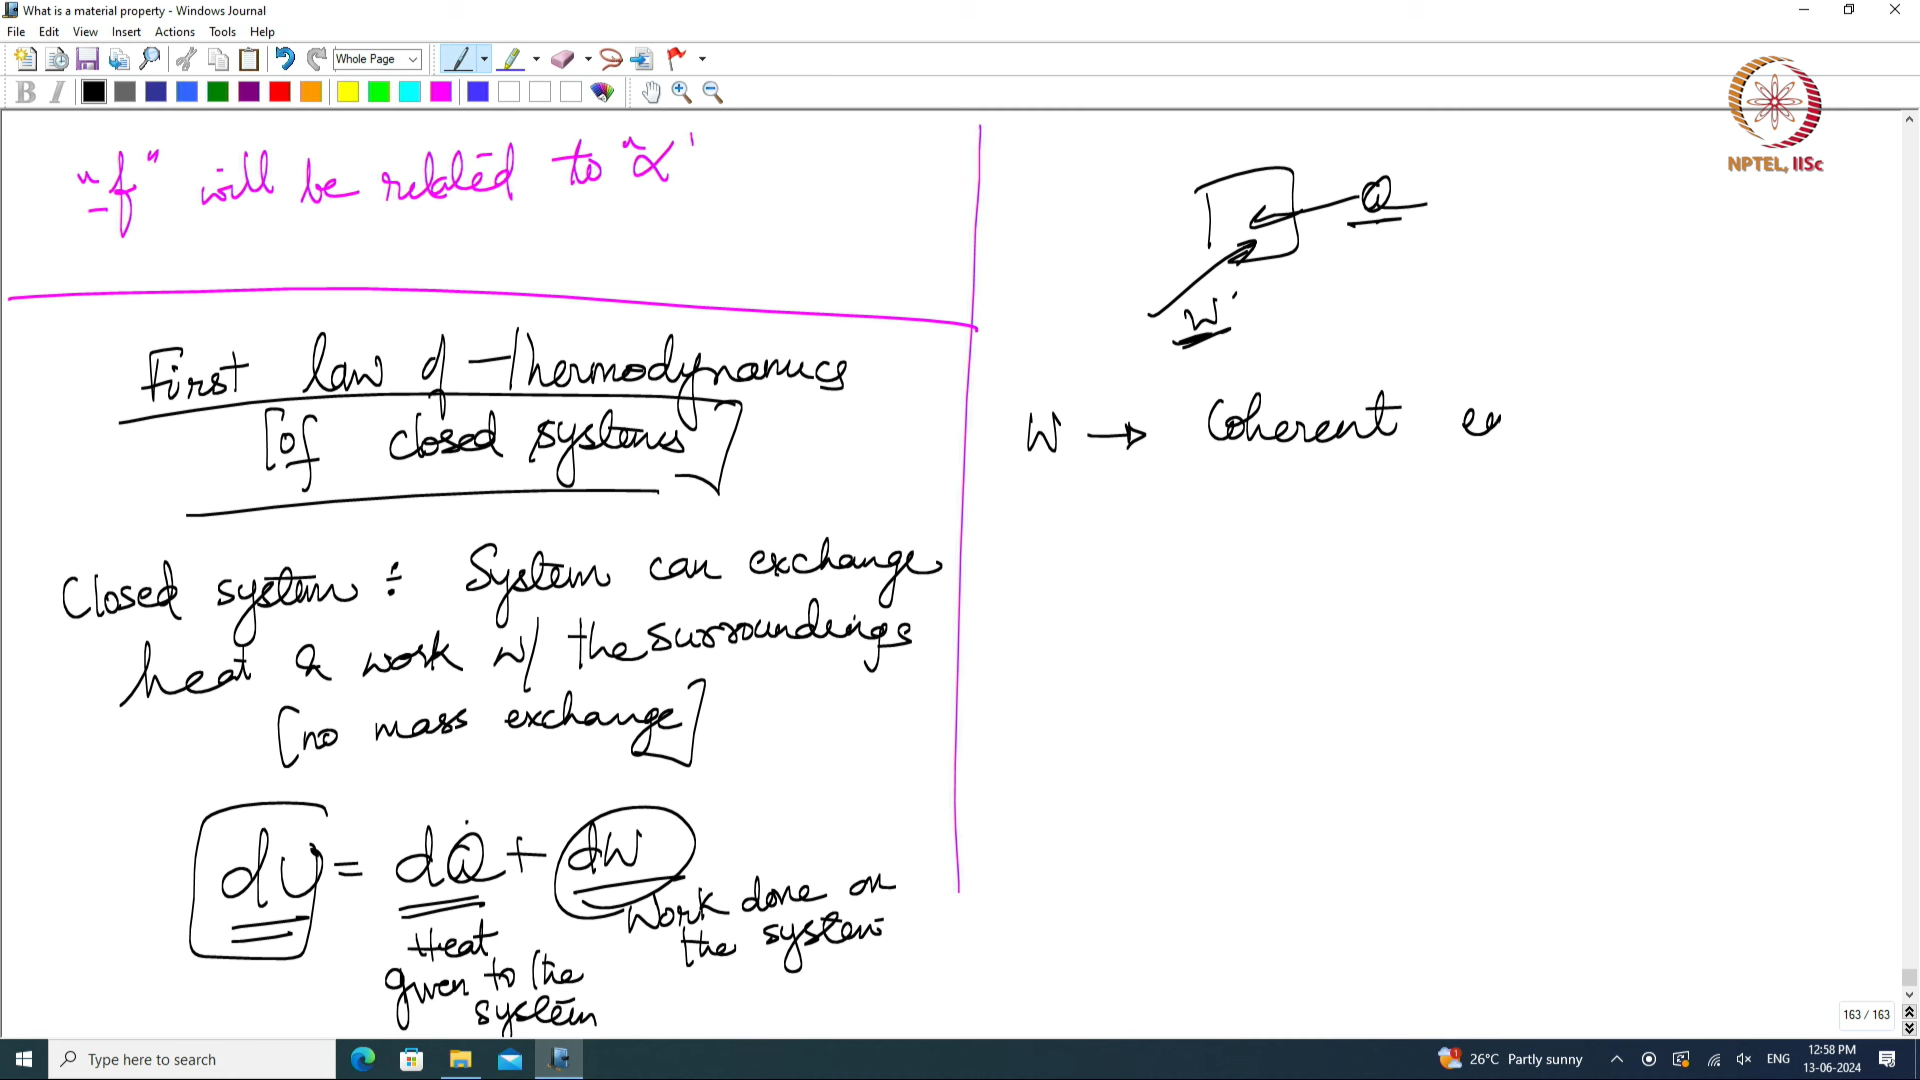 What is a material property - Windows Journal
File Edit View Insert Actions Tools Help
Whole Page
B I
NPTEL, IISc
"f" will be related to "α'
First law of Thermodynamics
[of closed systems]
Closed system : System can exchange
heat & work w/ the surroundings
[no mass exchange]
dU = dQ + dW
Work done on
the system
Heat
given to the
system
Q
W
W → Coherent
163 / 163
Type here to search
1
26°C Partly sunny
ENG
12:58 PM
13-06-2024